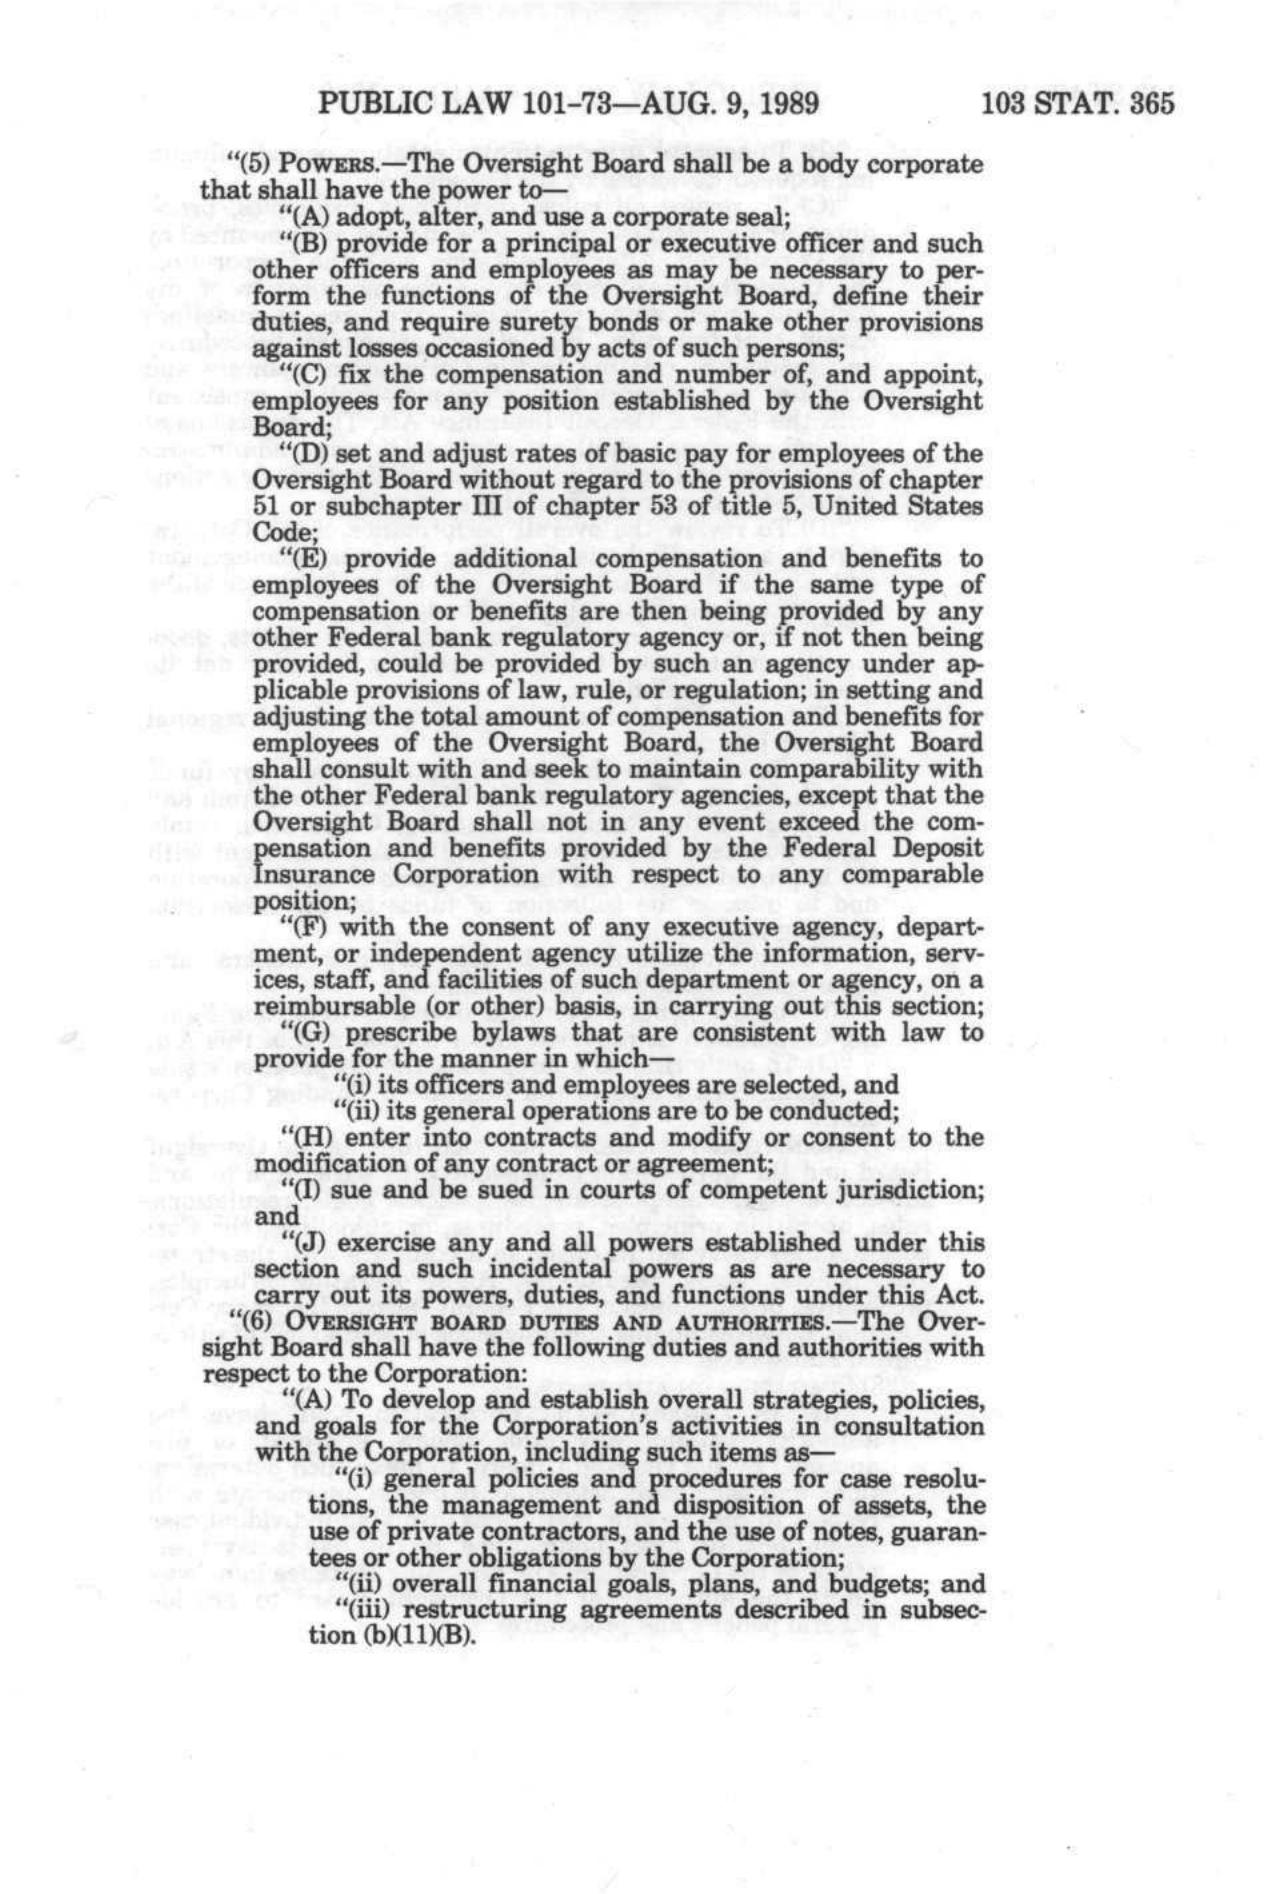 PUBLIC LAW 101-73—AUG. 9, 1989 103 STAT. 365
“(5) POWERS.—The Oversight Board shall be a body corporate
that shall have the power to—
“(A) adopt, alter, and use a corporate seal;
“(B) provide for a principal or executive officer and such
other officers and employees as may be necessary to per-
form the functions of the Oversight Board, define their
duties, and require surety bonds or make other provisions
against losses occasioned by acts of such persons;
“(C) fix the compensation and number of, and appoint,
employees for any position established by the Oversight
Board;
“(D) set and adjust rates of basic pay for employees of the
Oversight Board without regard to the provisions of chapter
51 or subchapter III of chapter 53 of title 5, United States
Code;
“(E) provide additional compensation and benefits to
employees of the Oversight Board if the same type of
compensation or benefits are then being provided by any
other Federal bank regulatory agency or, if not then being
provided, could be provided by such an agency under ap-
plicable provisions of law, rule, or regulation; in setting and
adjusting the total amount of compensation and benefits for
employees of the Oversight Board, the Oversight Board
shall consult with and seek to maintain comparability with
the other Federal bank regulatory agencies, except that the
Oversight Board shall not in any event exceed the com-
pensation and benefits provided by the Federal Deposit
Insurance Corporation with respect to any comparable
position;
“(F) with the consent of any executive agency, depart-
ment, or independent agency utilize the information, serv-
ices, staff, and facilities of such department or agency, on a
reimbursable (or other) basis, in carrying out this section;
“(G) prescribe bylaws that are consistent with law to
provide for the manner in which—
“(i) its officers and employees are selected, and
“(ii) its general operations are to be conducted;
“(H) enter into contracts and modify or consent to the
modification of any contract or agreement;
“(I) sue and be sued in courts of competent jurisdiction;
and
“(J) exercise any and all powers established under this
section and such incidental powers as are necessary to
carry out its powers, duties, and functions under this Act.
“(6) OVERSIGHT BOARD DUTIES AND AUTHORITIES.—The Over-
sight Board shall have the following duties and authorities with
respect to the Corporation:
“(A) To develop and establish overall strategies, policies,
and goals for the Corporation’s activities in consultation
with the Corporation, including such items as—
“(i) general policies and procedures for case resolu-
tions, the management and disposition of assets, the
use of private contractors, and the use of notes, guaran-
tees or other obligations by the Corporation;
“(ii) overall financial goals, plans, and budgets; and
“(iii) restructuring agreements described in subsec-
tion (b)(11)(B).